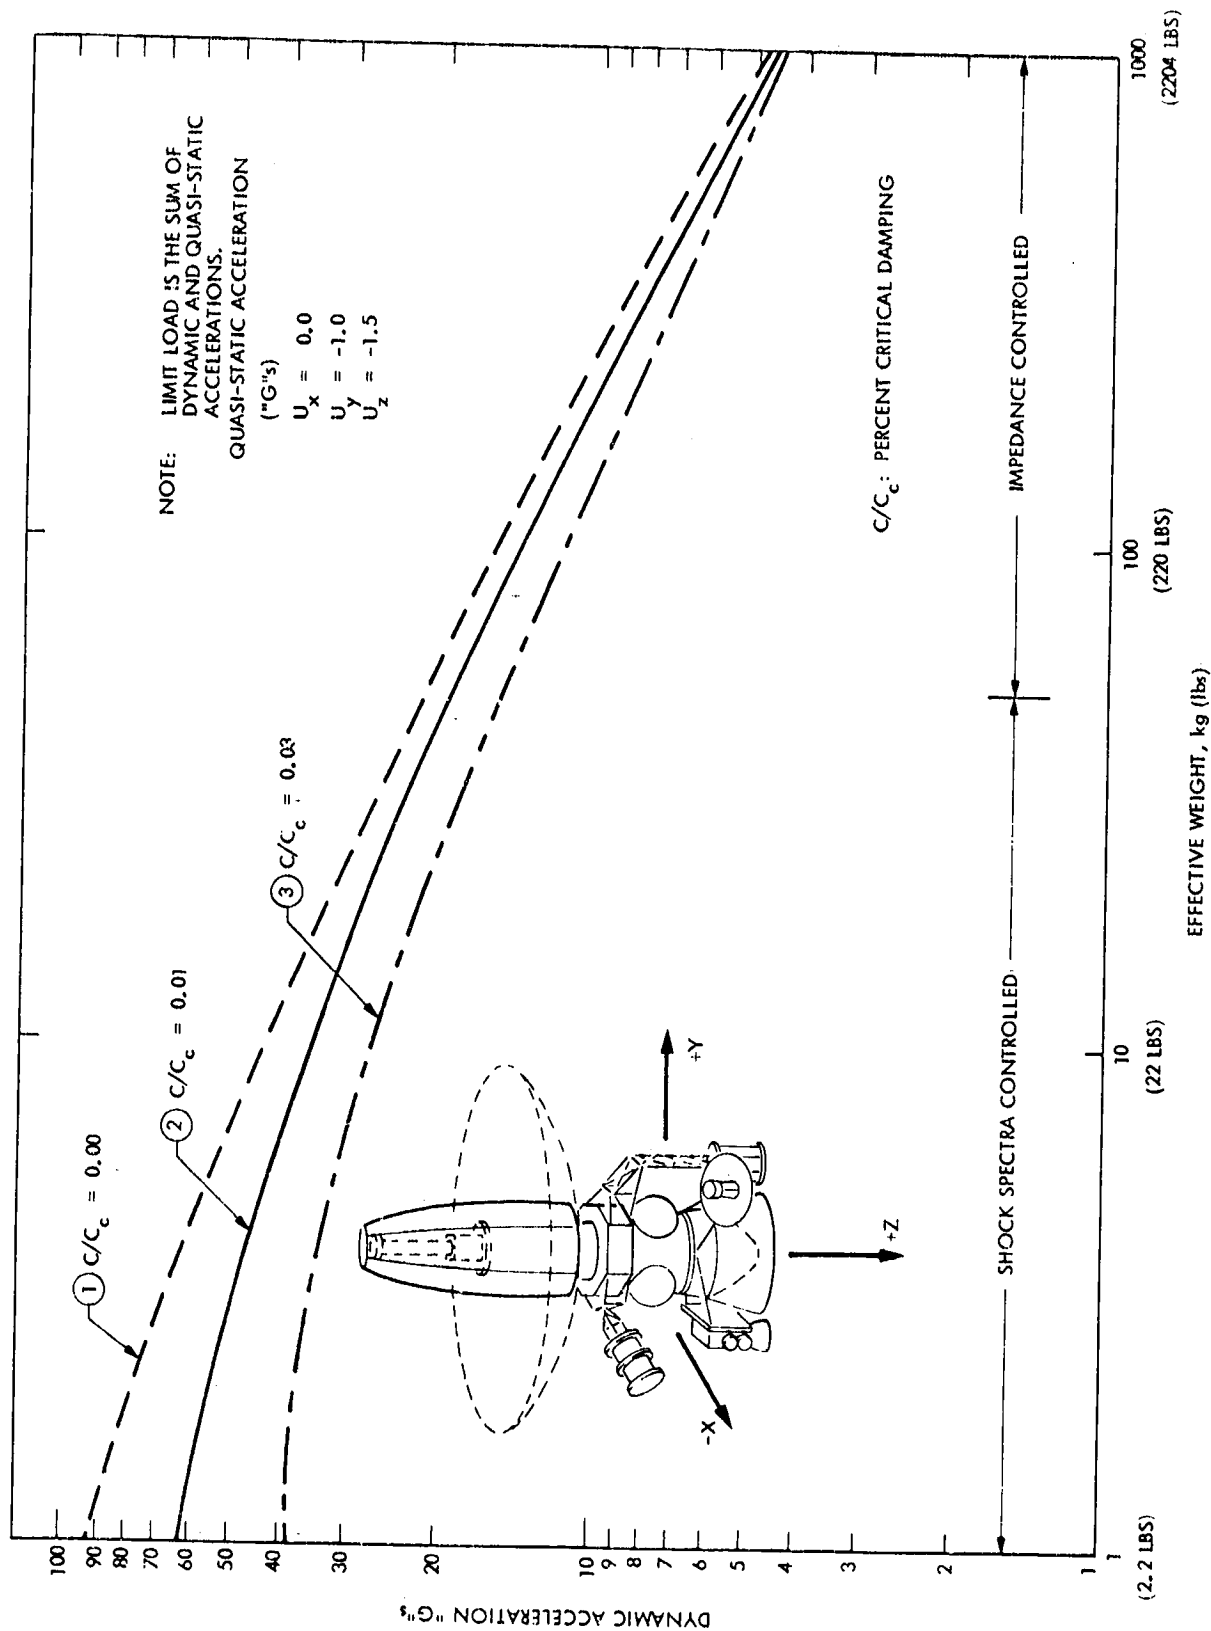 NOTE: LIMIT LOAD IS THE SUM OF
DYNAMIC AND QUASI-STATIC
ACCELERATIONS.
QUASI-STATIC ACCELERATION
("G"s)
Ux = 0.0
Uy = -1.0
Uz = -1.5
1 C/Cc = 0.00
2 C/Cc = 0.01
3 C/Cc = 0.03
C/Cc: PERCENT CRITICAL DAMPING
DYNAMIC ACCELERATION "G"s
100
90
80
70
60
50
40
30
20
10
9
8
7
6
5
4
3
2
1
-X
+Y
+Z
SHOCK SPECTRA CONTROLLED
IMPEDANCE CONTROLLED
1
(2.2 LBS)
10
(22 LBS)
100
(220 LBS)
1000
(2204 LBS)
EFFECTIVE WEIGHT, kg (lbs)